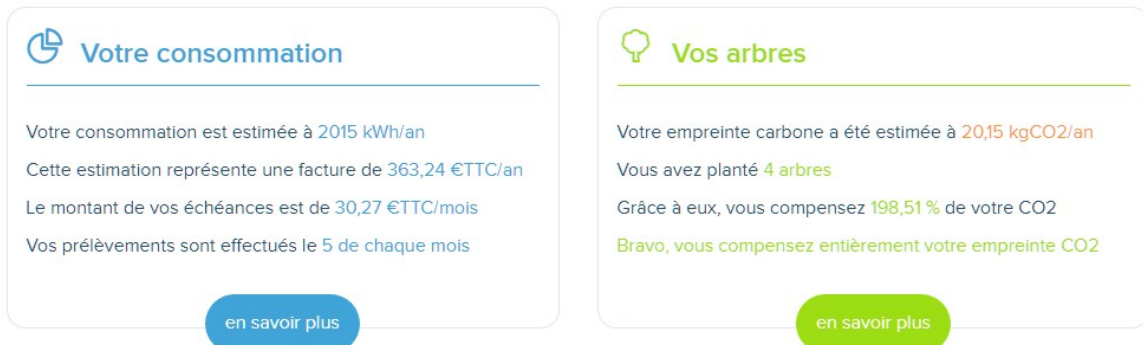 Votre consommation
Votre consommation est estimée à 2015 kWh/an
Cette estimation représente une facture de 363,24 €TTC/an
Le montant de vos échéances est de 30,27 €TTC/mois
Vos prélèvements sont effectués le 5 de chaque mois
en savoir plus
Vos arbres
Votre empreinte carbone a été estimée à 20,15 kgCO2/an
Vous avez planté 4 arbres
Grâce à eux, vous compensez 198,51 % de votre CO2
Bravo, vous compensez entièrement votre empreinte CO2
en savoir plus